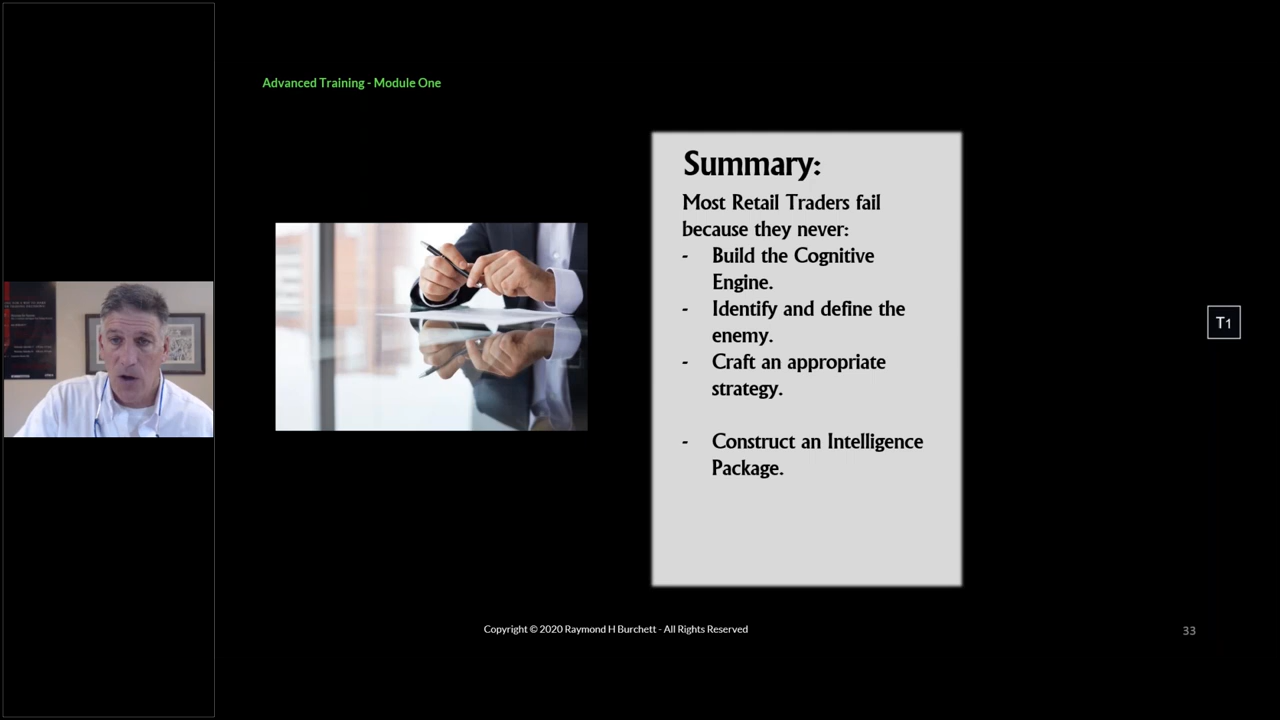 Advanced Training - Module One
Summary:
Most Retail Traders fail
because they never:
- Build the Cognitive
Engine.
- Identify and define the
enemy.
- Craft an appropriate
strategy.
- Construct an Intelligence
Package.
T1
Copyright © 2020 Raymond H Burchett - All Rights Reserved
33